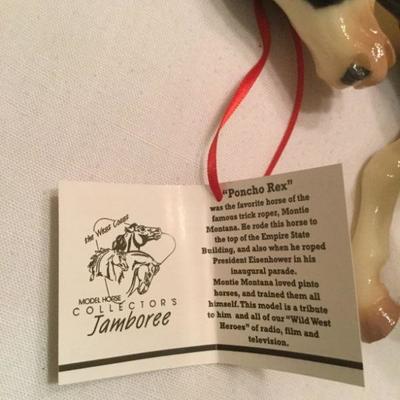 the West Coast
MODEL HORSE
COLLECTOR'S
Jamboree
"Poncho Rex"
was the favorite horse of the
famous trick roper, Montie
Montana. He rode this horse to
the top of the Empire State
Building, and also when he roped
President Eisenhower in his
inaugural parade.
Montie Montana loved pinto
horses, and trained them all
himself. This model is a tribute
to him and all of our "Wild West
Heroes" of radio, film and
television.